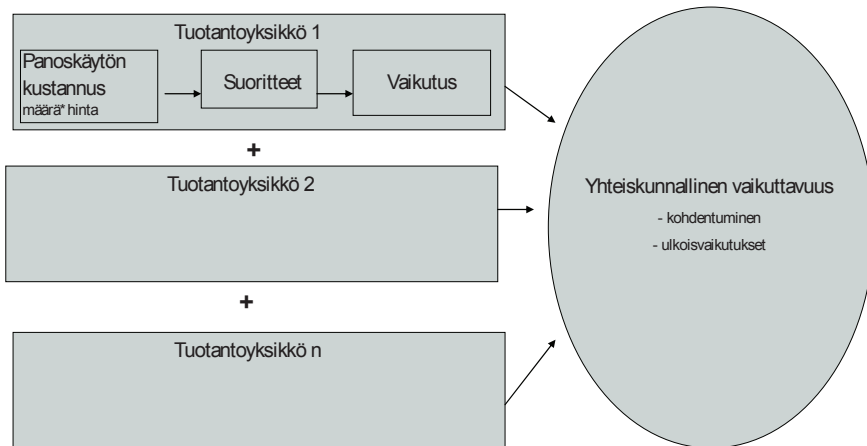 Tuotantoyksikkö 1
Panoskäytön
kustannus
määrä* hinta
Suoritteet
Vaikutus
+
Tuotantoyksikkö 2
Yhteiskunnallinen vaikuttavuus
- kohdentuminen
- ulkoisvaikutukset
+
Tuotantoyksikkö n